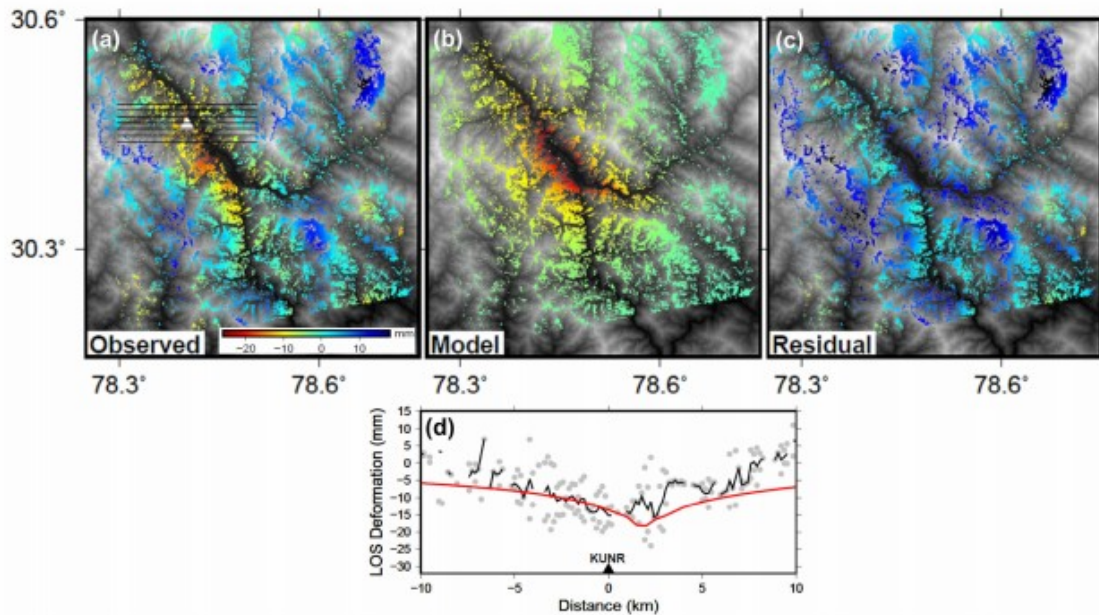 30.6°
(a)
(b)
(c)
30.3°
mm
Observed
−20 −10 0 10
Model
Residual
78.3° 78.6° 78.3° 78.6° 78.3° 78.6°
(d)
LOS Deformation (mm)
15
10
5
0
−5
−10
−15
−20
−25
−30
KUNR
−10 −5 0 5 10
Distance (km)